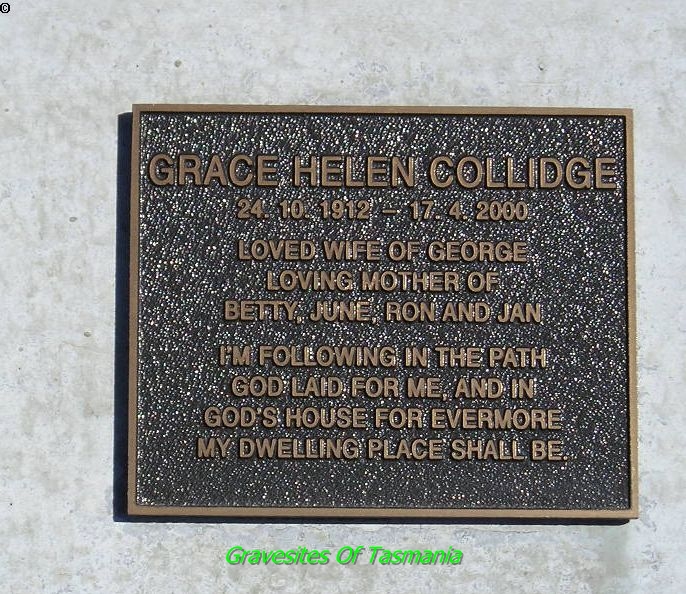 ©
GRACE HELEN COLLIDGE
24. 10. 1912 – 17. 4. 2000
LOVED WIFE OF GEORGE
LOVING MOTHER OF
BETTY, JUNE, RON AND JAN
I'M FOLLOWING IN THE PATH
GOD LAID FOR ME, AND IN
GOD'S HOUSE FOR EVERMORE
MY DWELLING PLACE SHALL BE.
Gravesites Of Tasmania